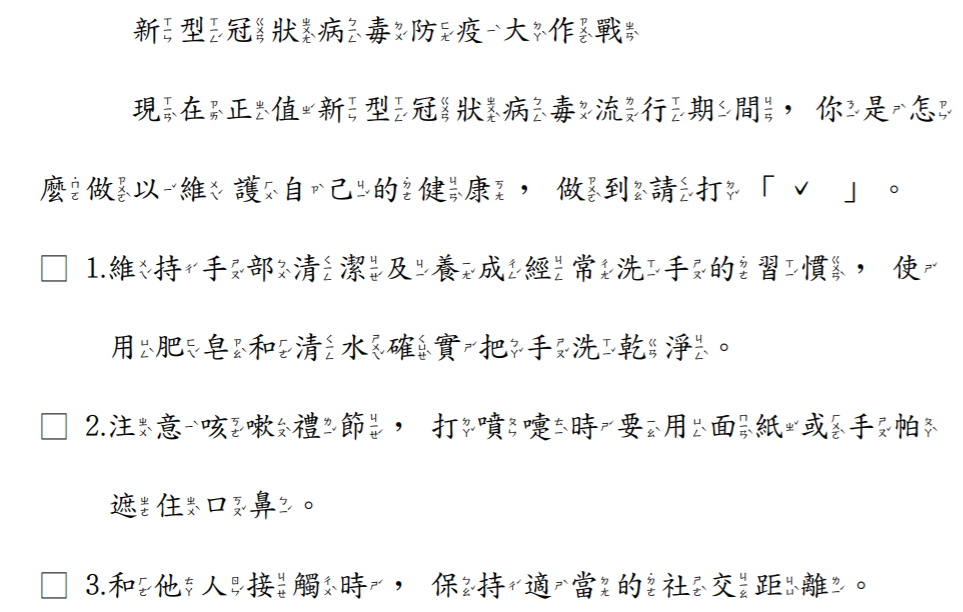 新型冠狀病毒防疫大作戰
現在正值新型冠狀病毒流行期間，你是怎
麼做以維護自己的健康，做到請打「ˇ」。
□ 1.維持手部清潔及養成經常洗手的習慣，使
用肥皂和清水確實把手洗乾淨。
□ 2.注意咳嗽禮節，打噴嚏時要用面紙或手帕
遮住口鼻。
□ 3.和他人接觸時，保持適當的社交距離。